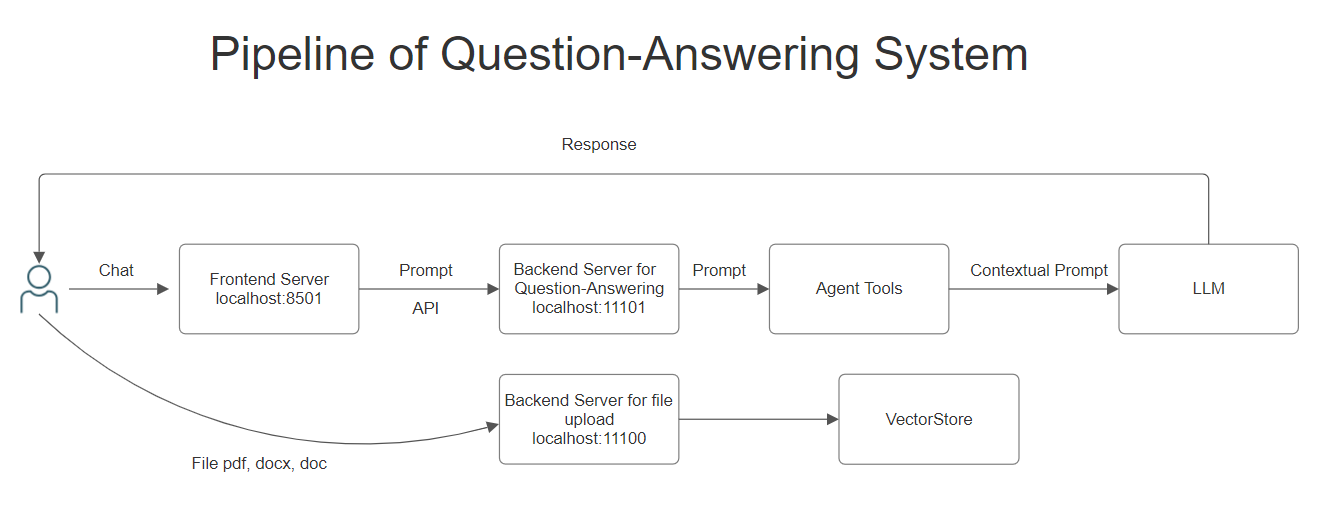 Pipeline of Question-Answering System
Response
Chat
Frontend Server
localhost:8501
Prompt
API
Backend Server for
Question-Answering
localhost:11101
Prompt
Agent Tools
Contextual Prompt
LLM
Backend Server for file
upload
localhost:11100
VectorStore
File pdf, docx, doc